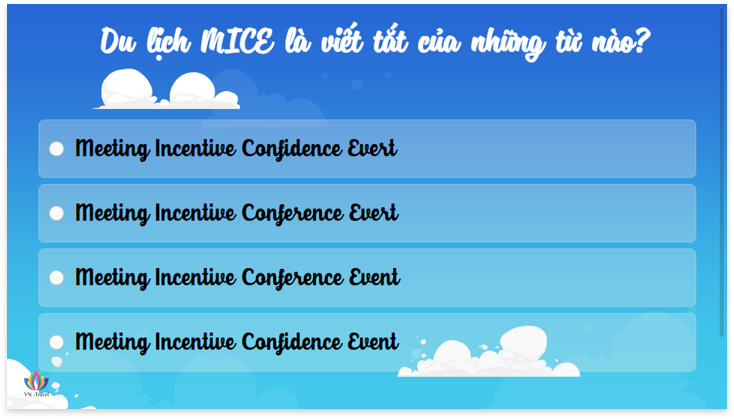 Du lịch MICE là viết tắt của những từ nào?
Meeting Incentive Confidence Evert
Meeting Incentive Conference Evert
Meeting Incentive Conference Event
Meeting Incentive Confidence Event
VN-Travel